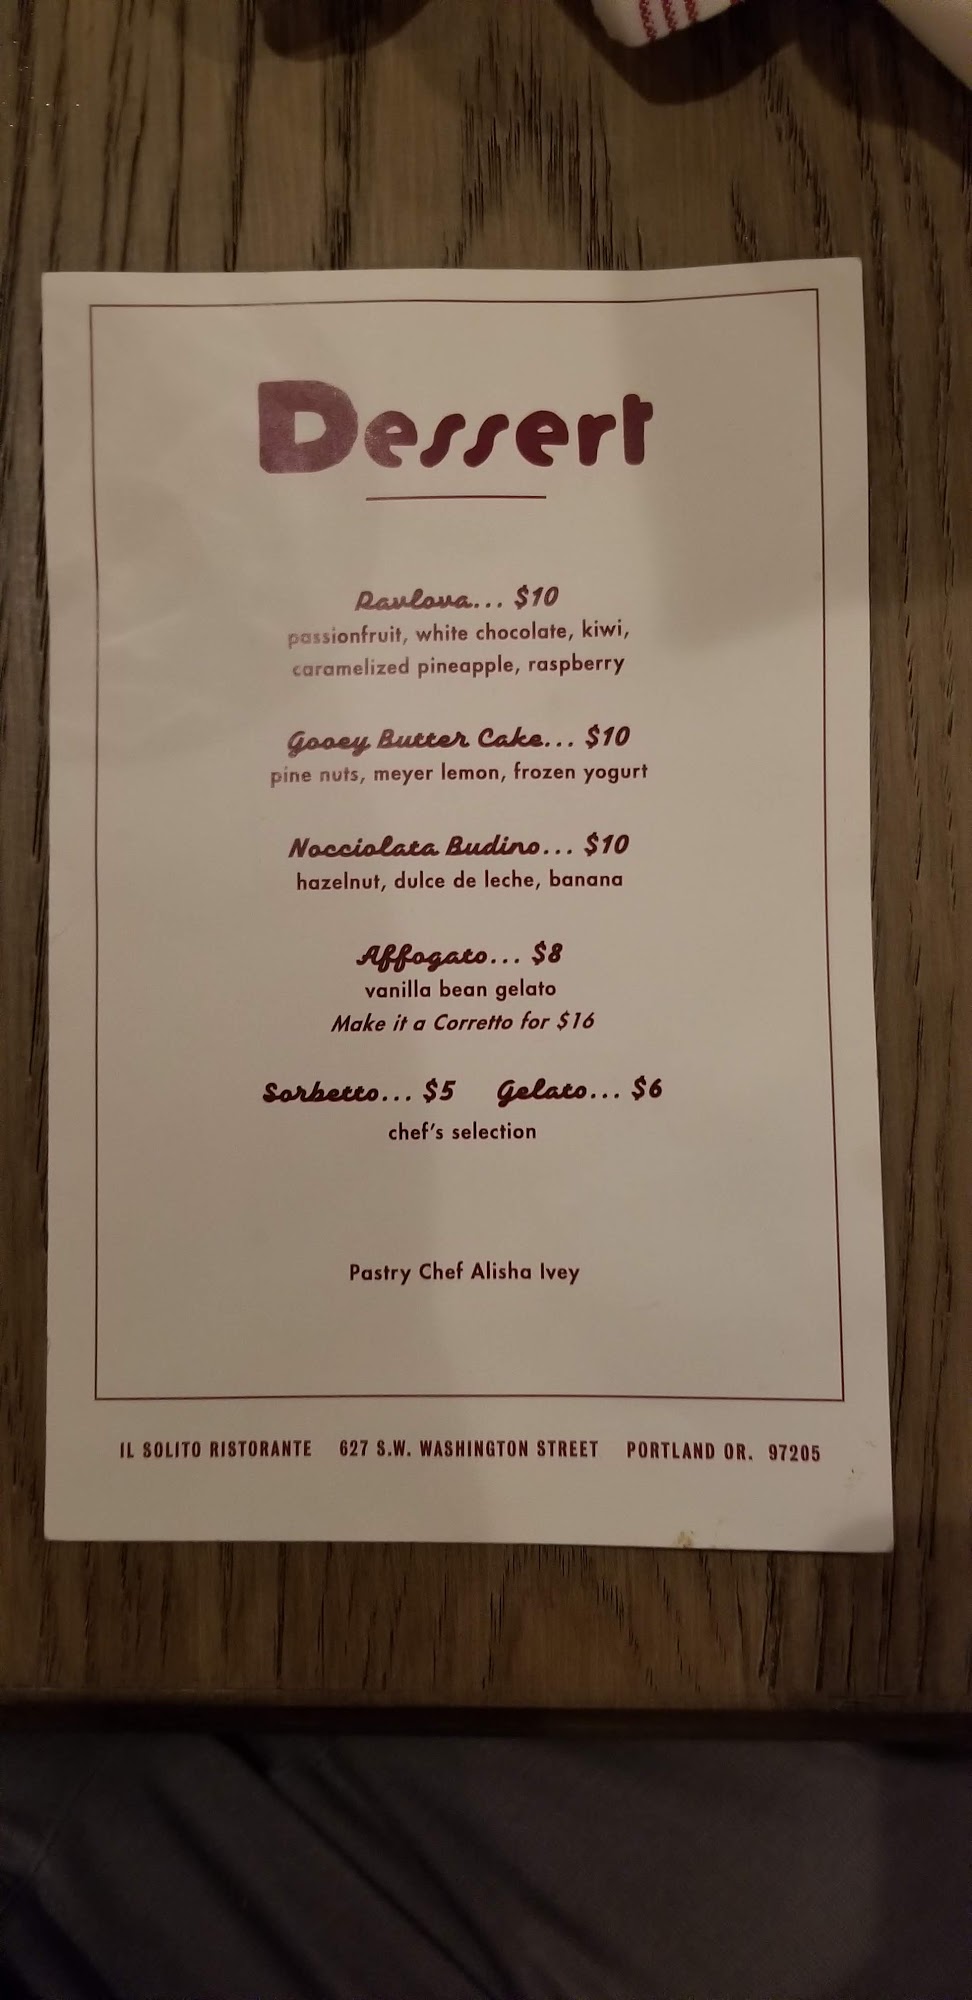 Dessert
Pavlova... $10
passionfruit, white chocolate, kiwi,
caramelized pineapple, raspberry
Gooey Butter Cake... $10
pine nuts, meyer lemon, frozen yogurt
Nocciolata Budino... $10
hazelnut, dulce de leche, banana
Affogato... $8
vanilla bean gelato
Make it a Corretto for $16
Sorbetto... $5 Gelato... $6
chef's selection
Pastry Chef Alisha Ivey
IL SOLITO RISTORANTE 627 S.W. WASHINGTON STREET PORTLAND OR. 97205